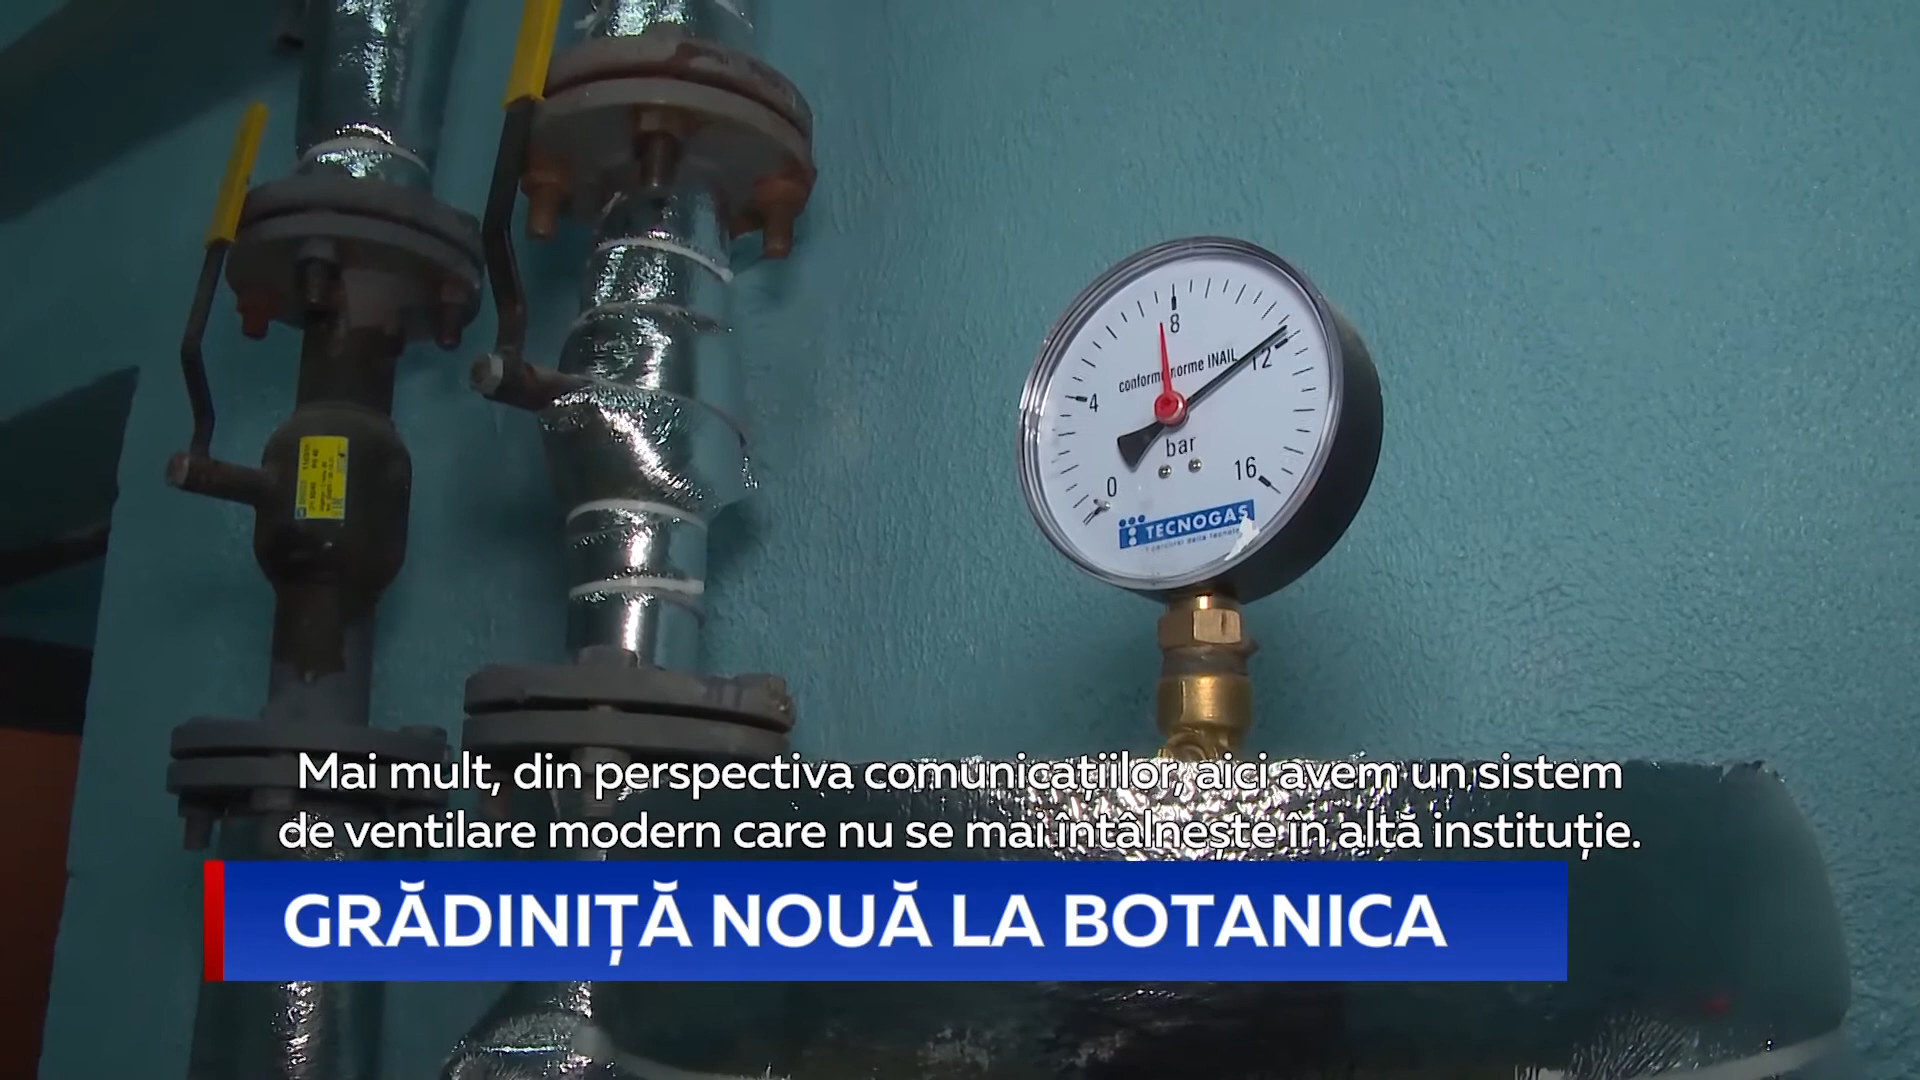 8
12
conforme norme INAIL
4
bar
16
0
TECNOGAS
Mai mult, din perspectiva comunicațiilor, aici avem un sistem
de ventilare modern care nu se mai întâlnește în altă instituție.
GRĂDINIȚĂ NOUĂ LA BOTANICA